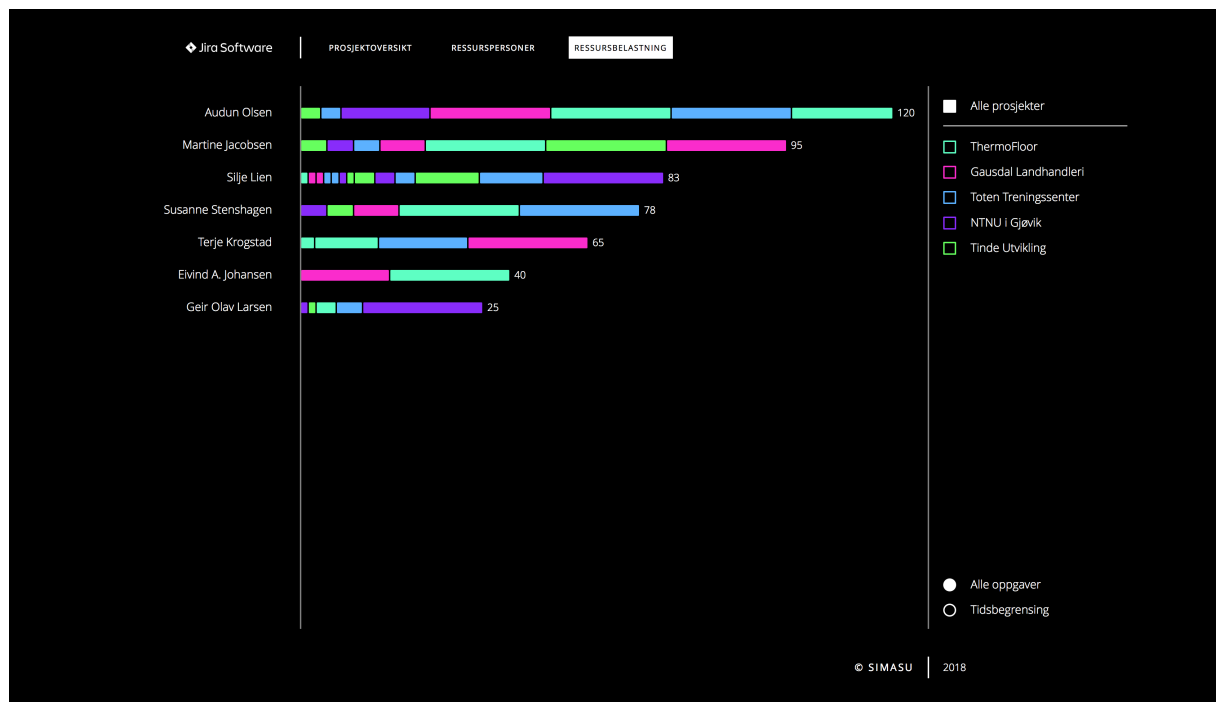 Jira Software
PROSJEKTOVERSIKT
RESSURSPERSONER
RESSURSBELASTNING
Audun Olsen 120
Martine Jacobsen 95
Silje Lien 83
Susanne Stenshagen 78
Terje Krogstad 65
Eivind A. Johansen 40
Geir Olav Larsen 25
Alle prosjekter
ThermoFloor
Gausdal Landhandleri
Toten Treningssenter
NTNU i Gjøvik
Tinde Utvikling
Alle oppgaver
Tidsbegrensing
© SIMASU 2018